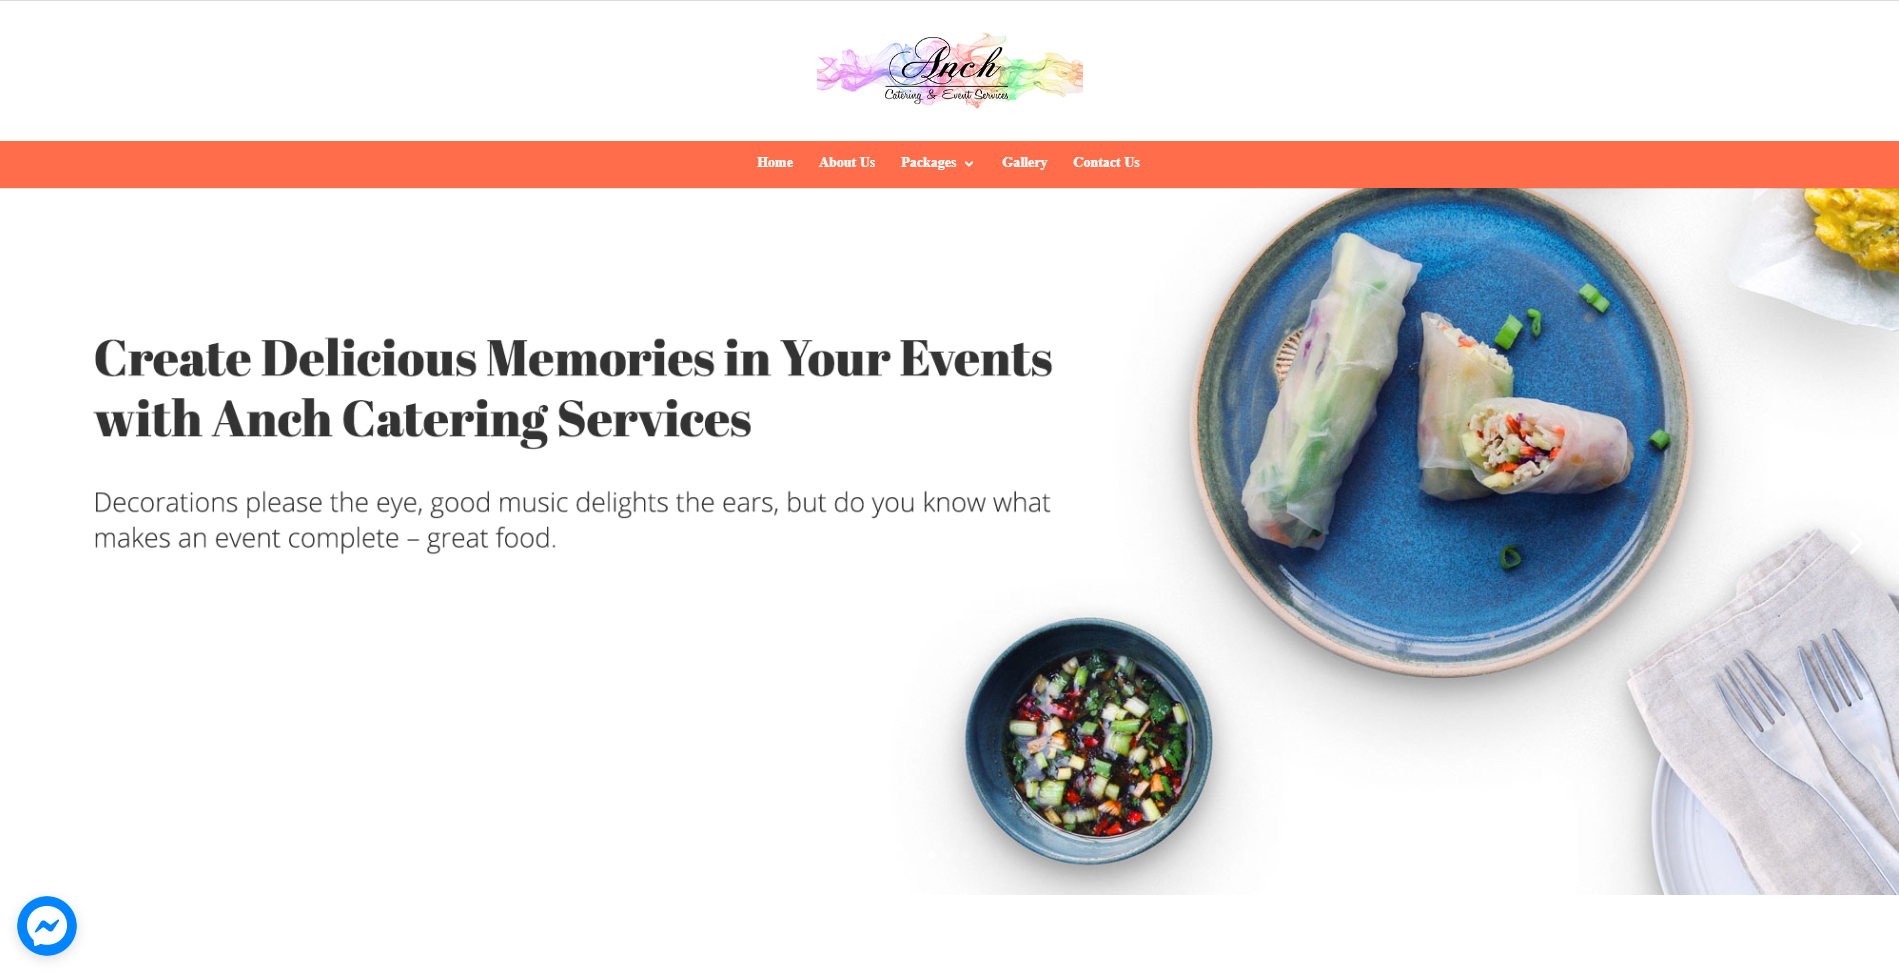 Anch
Catering & Event Services
Home About Us Packages Gallery Contact Us
Create Delicious Memories in Your Events
with Anch Catering Services
Decorations please the eye, good music delights the ears, but do you know what
makes an event complete – great food.